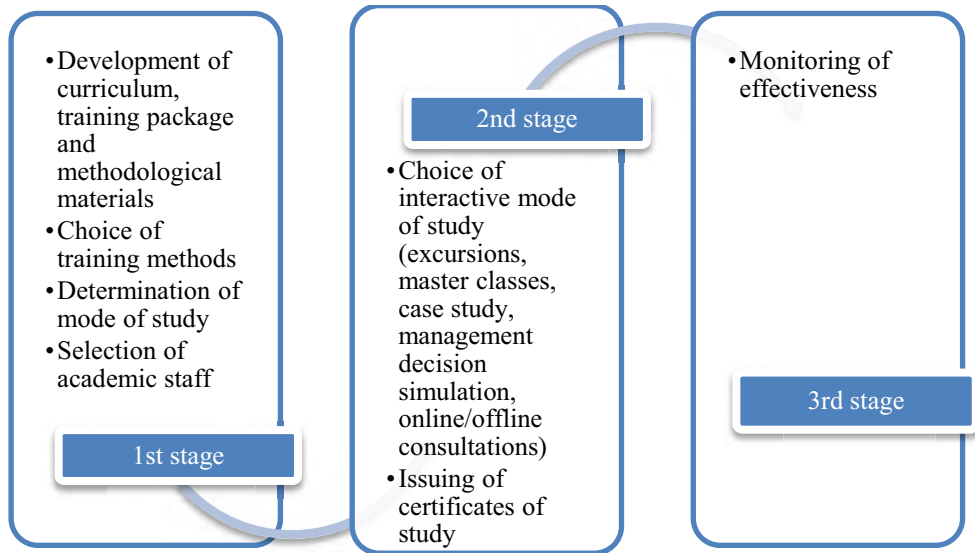 •Development of
curriculum,
training package
and
methodological
materials
•Choice of
training methods
•Determination of
mode of study
•Selection of
academic staff
1st stage
2nd stage
•Choice of
interactive mode
of study
(excursions,
master classes,
case study,
management
decision
simulation,
online/offline
consultations)
•Issuing of
certificates of
study
•Monitoring of
effectiveness
3rd stage